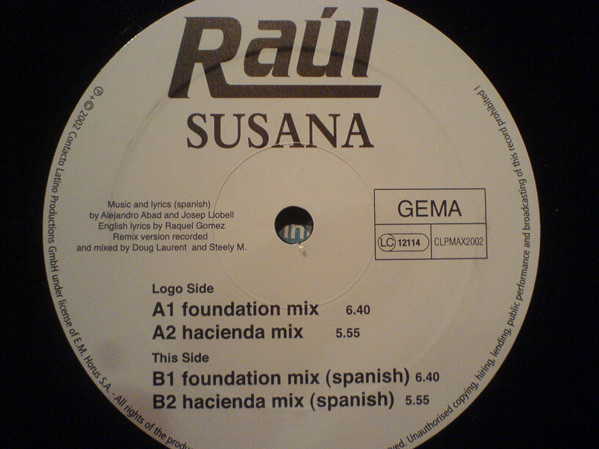 Raúl
SUSANA
Music and lyrics (spanish)
by Alejandro Abad and Josep Llobell
English lyrics by Raquel Gomez
Remix version recorded
and mixed by Doug Laurent and Steely M.
GEMA
LC 12114
CLPMAX2002
Logo Side
A1 foundation mix 6.40
A2 hacienda mix 5.55
This Side
B1 foundation mix (spanish) 6.40
B2 hacienda mix (spanish) 5.55
℗+© 2002 Contacto Latino Productions GmbH under license of E.M. Horus S.A. - All rights of the produ
ed. Unauthorised copying, hiring, lending, public performance and broadcasting of this record prohibited !